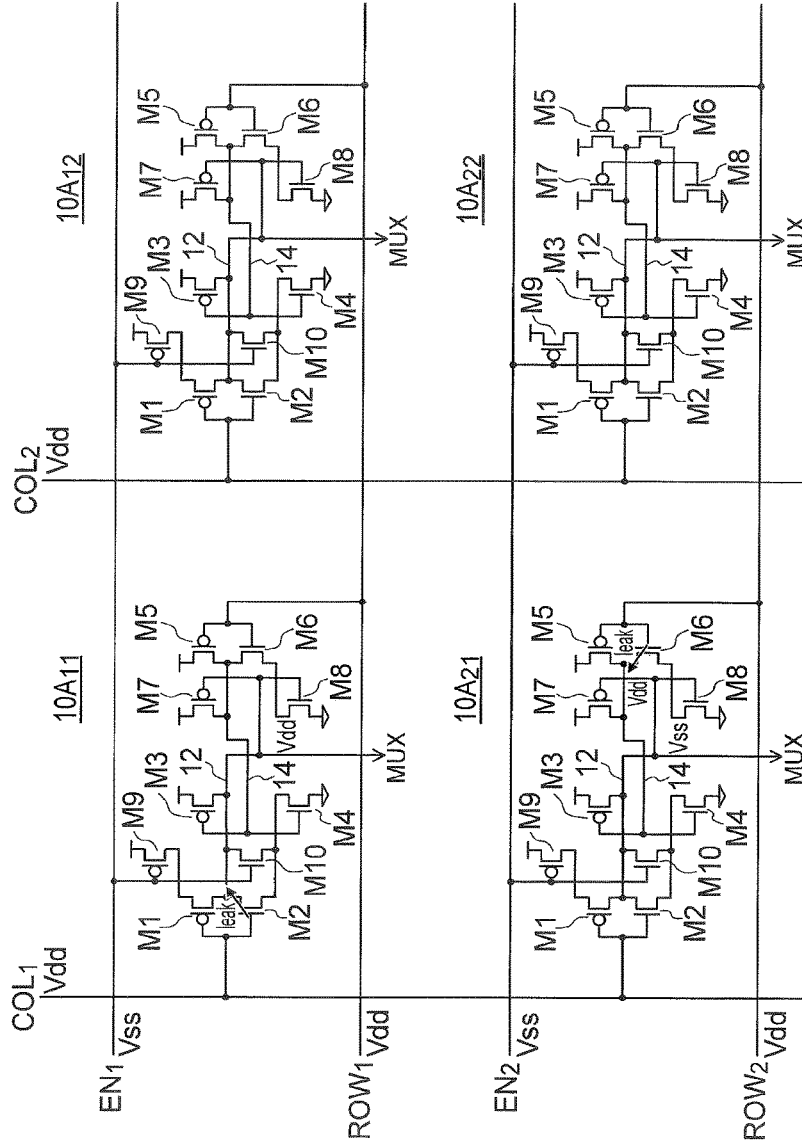 COL1
Vdd
COL2
Vdd
10A11
10A12
EN1
Vss
M9
M3
12
M7
M5
M1
leak
M10
M2
14
M4
Vdd
M8
M6
MUX
M9
M3
12
M7
M5
M1
M10
M2
14
M4
M8
M6
MUX
ROW1
Vdd
10A21
10A22
EN2
Vss
M9
M3
12
M7
M5
leak
Vdd
M1
M10
M2
14
M4
Vss
M8
M6
MUX
M9
M3
12
M7
M5
M1
M10
M2
14
M4
M8
M6
MUX
ROW2
Vdd